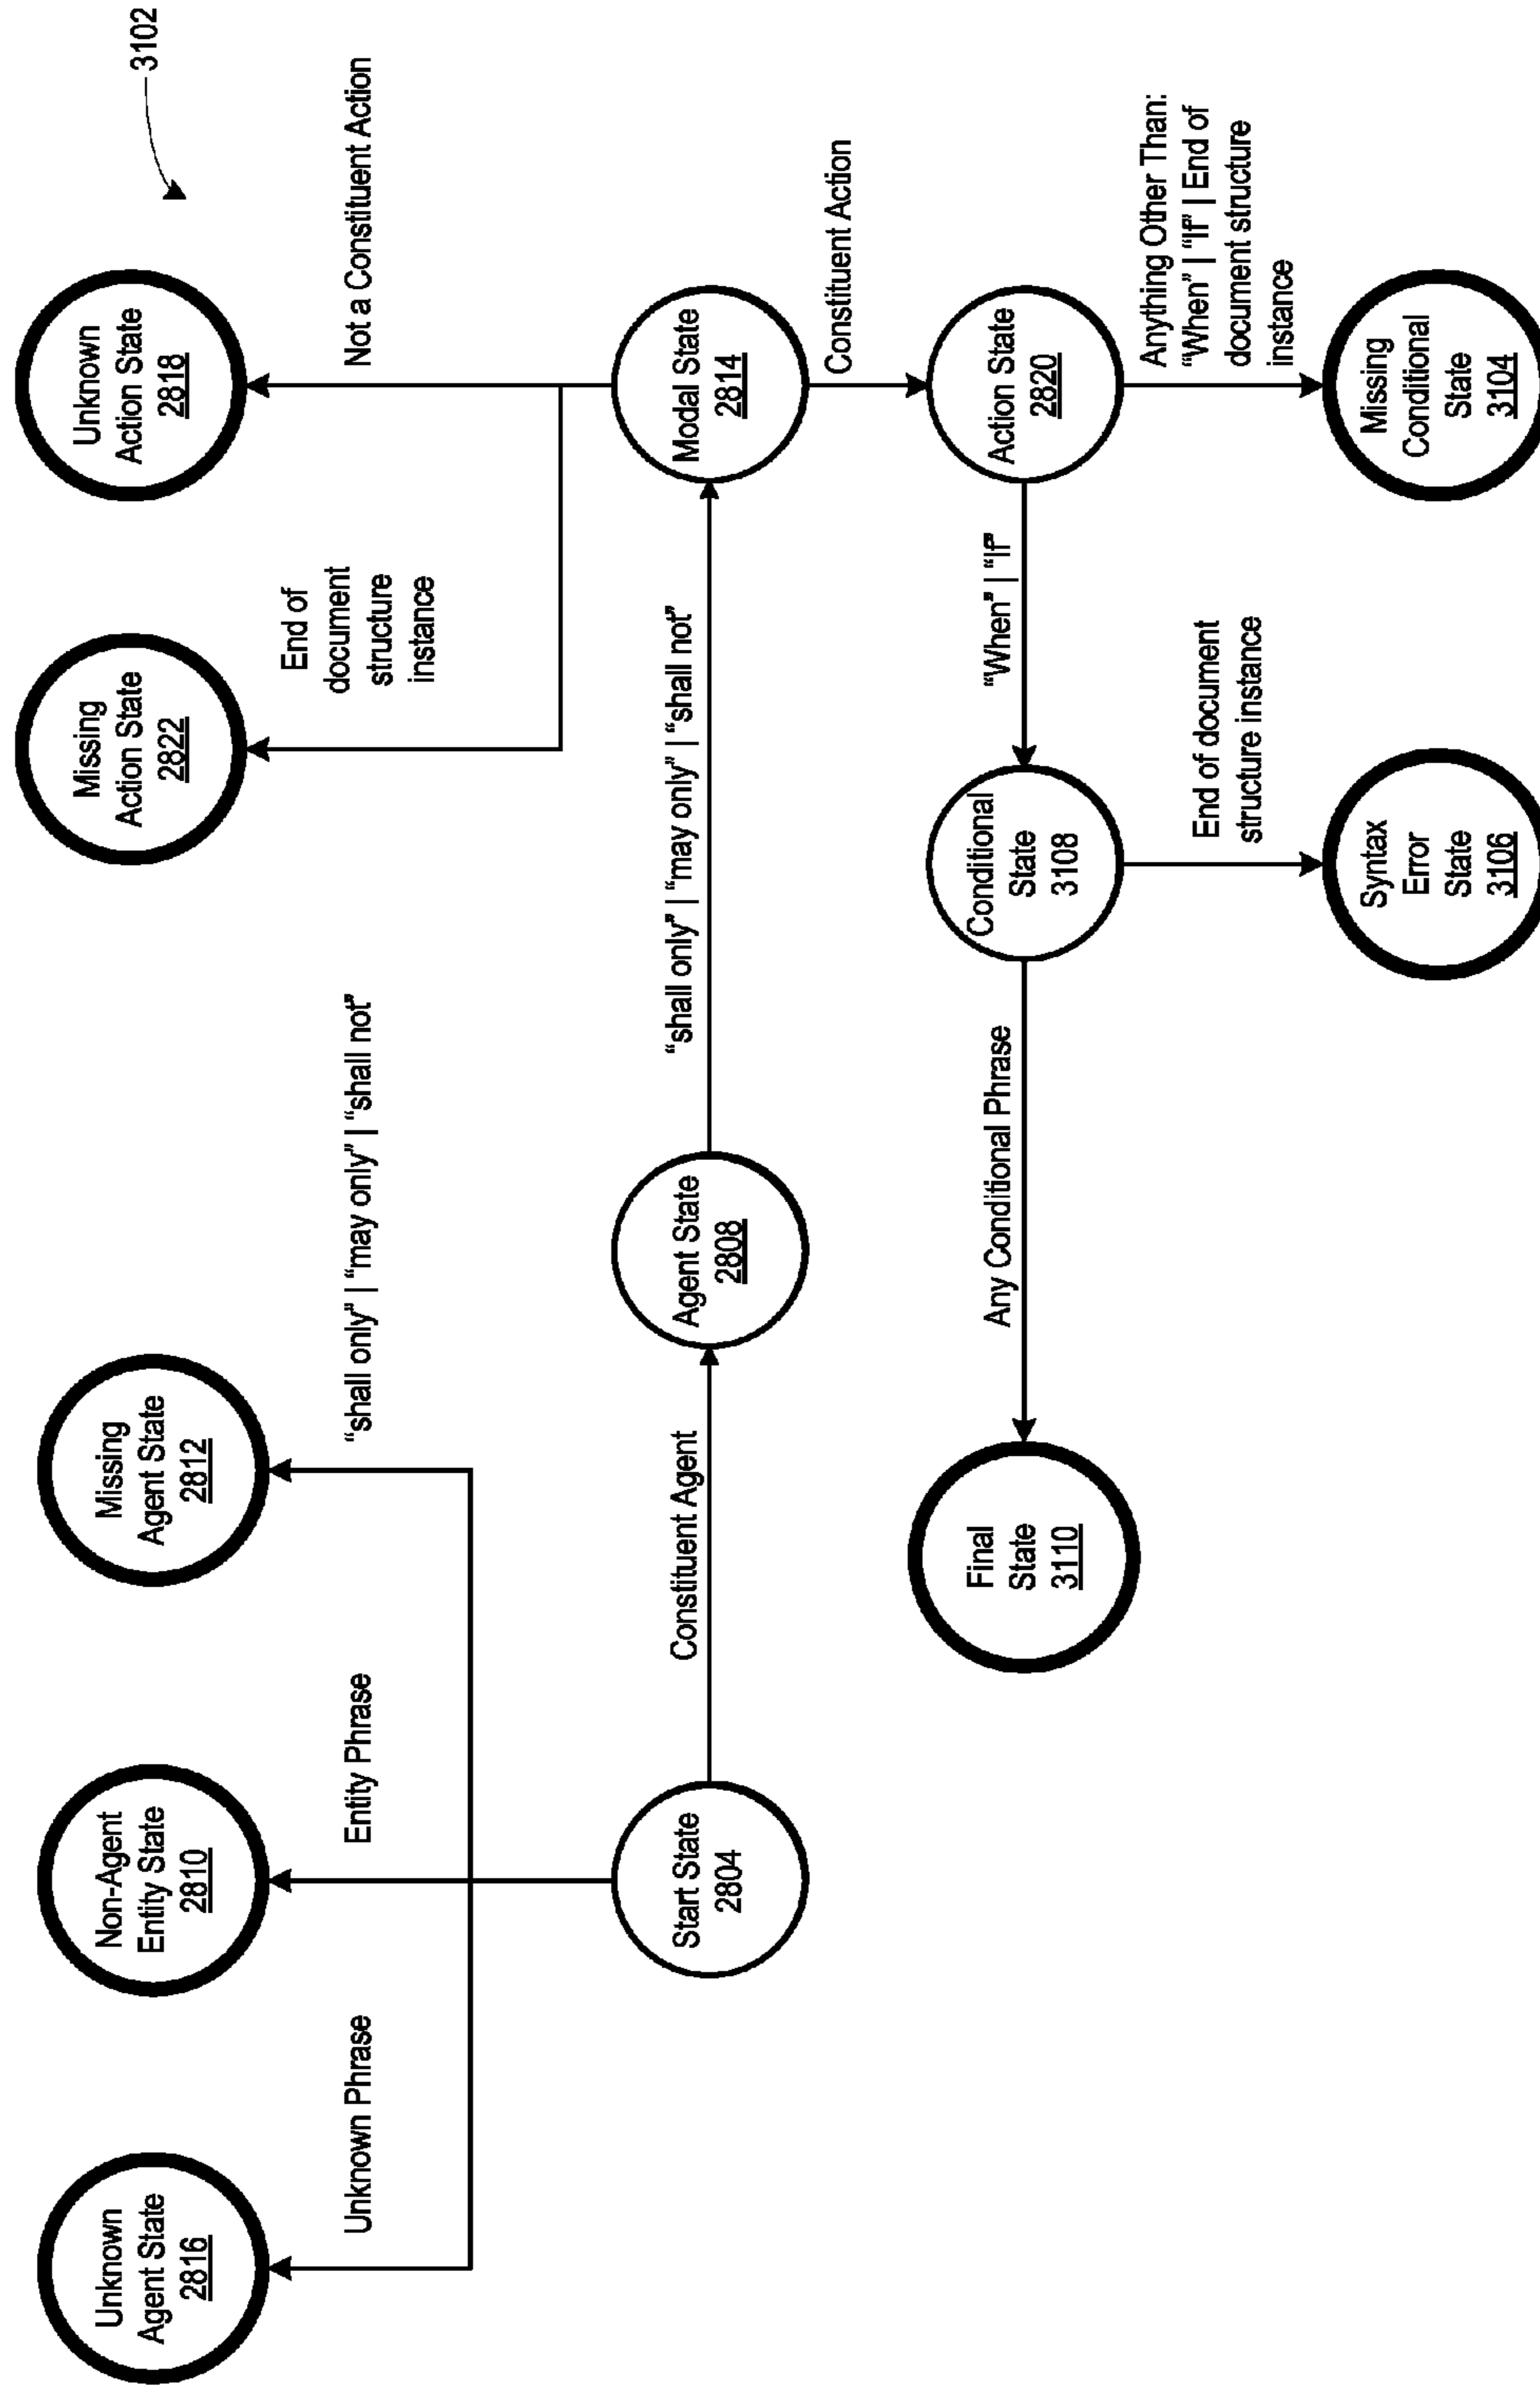 3102
Unknown
Agent State
2816
Non-Agent
Entity State
2810
Missing
Agent State
2812
Missing
Action State
2822
Unknown
Action State
2818
Unknown Phrase
Entity Phrase
“shall only” | “may only” | “shall not”
End of
document
structure
instance
Not a Constituent Action
Start State
2804
Constituent Agent
Agent State
2808
“shall only” | “may only” | “shall not”
Modal State
2814
Constituent Action
Final
State
3110
Any Conditional Phrase
Conditional
State
3108
“When” | “If”
Action State
2820
End of document
structure instance
Anything Other Than:
“When” | “If” | End of
document structure
instance
Syntax
Error
State
3106
Missing
Conditional
State
3104